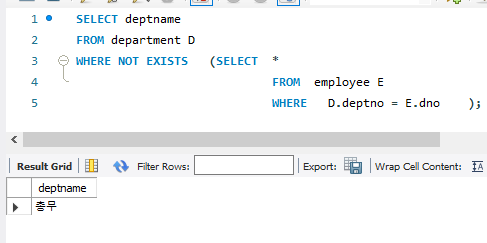 1 SELECT deptname
2 FROM department D
3 WHERE NOT EXISTS (SELECT *
4 FROM employee E
5 WHERE D.deptno = E.dno );
Result Grid Filter Rows: Export: Wrap Cell Content: IA
deptname
총무